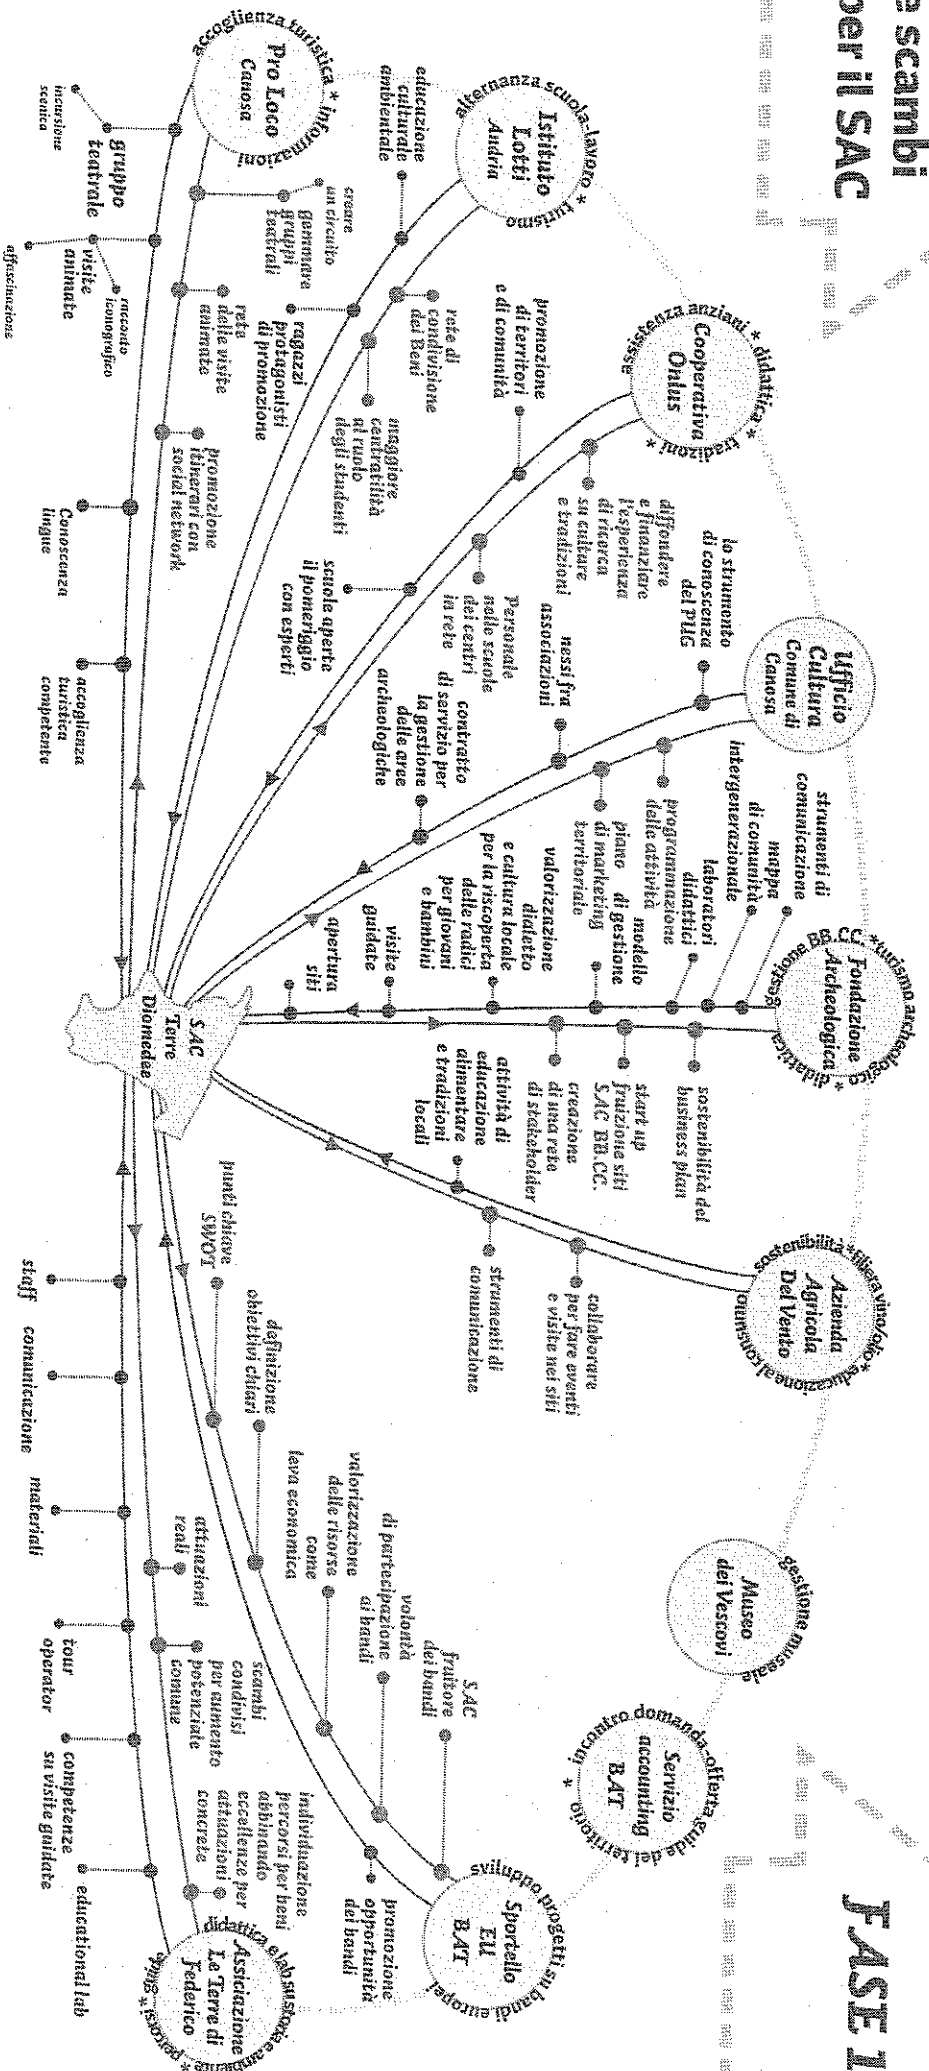 e scambi
per il SAC
FASE 1
accoglienza turistica * informazioni
Pro Loco
Canosa
alternanza scuola-lavoro * turismo
Istituto
Lotti
Andria
assistenza anziani * didattica * tradizoni *
Cooperativa
Onlus
Ufficio
Cultura
Comune di
Canosa
gestione BB.CC. *turismo archeologico * didattica
Fondazione
Archeologica
sostenibilità *filiera vino/olio*educazione al consumo
Azienda
Agricola
Del Vento
gestione museale
Museo
dei Vescovi
incontro domanda-offerta guide del territorio *
Servizio
accounting
BAT
sviluppo progetti su bandi europei
Sportello
EU
BAT
didattica e lab su storia e ambiente * percorsi
Assiciazione
Le Terre di
Federico
incursione
scenica
gruppo
teatrale
visite
animate
racconto
iconografico
affascinazione
Conoscenza
lingue
accoglienza
turistica
competente
creare
un circuito
gemmare
gruppi
teatrali
rete
delle visite
animate
promozione
itinerari con
social network
educazione
culturale
ambientale
ragazzi
protagonisti
di promozione
rete di
condivisione
dei Beni
maggiore
centratilità
al ruolo
degli studenti
promozione
di territori
e di comunità
scuole aperte
il pomeriggio
con esperti
diffondere
e finanziare
l'esperienza
di ricerca
su culture
e tradizioni
Personale
nelle scuole
dei centri
in rete
lo strumento
di conoscenza
del PUG
nessi fra
associazioni
contratto
di servizio per
la gestione
delle aree
archeologiche
programmazione
delle attività
piano
di marketing
territoriale
strumenti di
comunicazione
mappa
di comunità
intergenerazionale
laboratori
didattici
modello
di gestione
valorizzazione
dialetto
e cultura locale
per la riscoperta
delle radici
per giovani
e bambini
visite
guidate
apertura
siti
sostenibilità del
business plan
start up
fruizione siti
SAC BB.CC.
creazione
di una rete
di stakeholder
attività di
educazione
alimentare
e tradizioni
locali
collaborare
per fare eventi
e visite nei siti
strumenti di
comunicazione
SAC
Terre
Diomedee
punti chiave
SWOT
definizione
obiettivi chiari
valorizzazione
delle risorse
come
leva economica
volontà
di partecipazione
ai bandi
SAC
fruitore
dei bandi
promozione
opportunità
dei bandi
attuazioni
reali
scambi
condivisi
per aumento
potenziale
comune
individuazione
percorsi per beni
abbinando
eccellenze per
attuazioni
concrete
staff
comunicazione
materiali
tour
operator
competenze
su visite guidate
educational lab